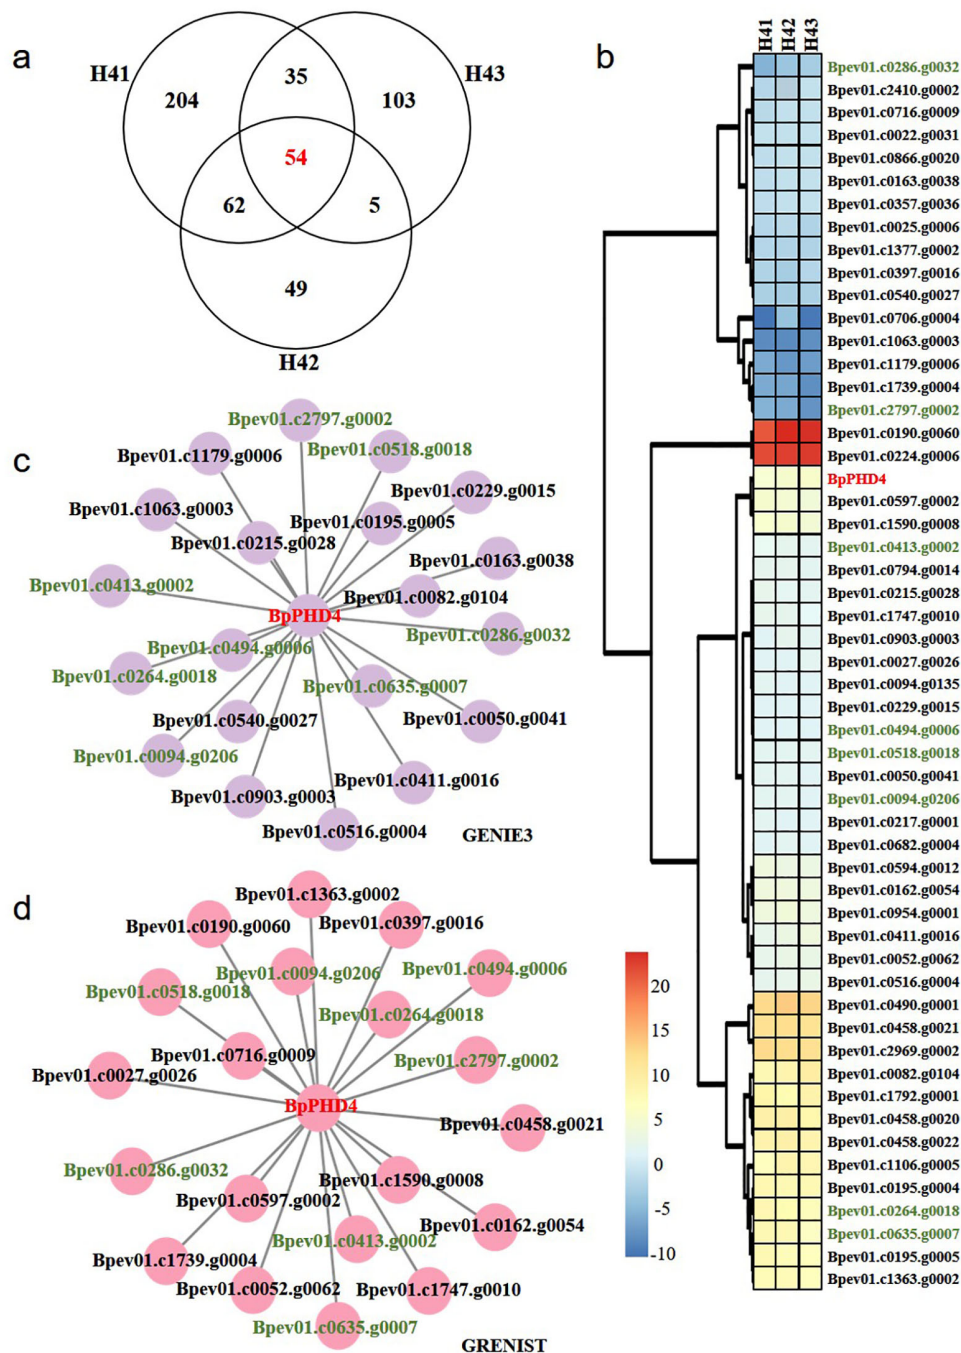 a
H41
H43
204
35
103
54
62
5
49
H42
b
H41
H42
H43
Bpev01.c0286.g0032
Bpev01.c2410.g0002
Bpev01.c0716.g0009
Bpev01.c0022.g0031
Bpev01.c0866.g0020
Bpev01.c0163.g0038
Bpev01.c0357.g0036
Bpev01.c0025.g0006
Bpev01.c1377.g0002
Bpev01.c0397.g0016
Bpev01.c0540.g0027
Bpev01.c0706.g0004
Bpev01.c1063.g0003
Bpev01.c1179.g0006
Bpev01.c1739.g0004
Bpev01.c2797.g0002
Bpev01.c0190.g0060
Bpev01.c0224.g0006
BpPHD4
Bpev01.c0597.g0002
Bpev01.c1590.g0008
Bpev01.c0413.g0002
Bpev01.c0794.g0014
Bpev01.c0215.g0028
Bpev01.c1747.g0010
Bpev01.c0903.g0003
Bpev01.c0027.g0026
Bpev01.c0094.g0135
Bpev01.c0229.g0015
Bpev01.c0494.g0006
Bpev01.c0518.g0018
Bpev01.c0050.g0041
Bpev01.c0094.g0206
Bpev01.c0217.g0001
Bpev01.c0682.g0004
Bpev01.c0594.g0012
Bpev01.c0162.g0054
Bpev01.c0954.g0001
Bpev01.c0411.g0016
Bpev01.c0052.g0062
Bpev01.c0516.g0004
Bpev01.c0490.g0001
Bpev01.c0458.g0021
Bpev01.c2969.g0002
Bpev01.c0082.g0104
Bpev01.c1792.g0001
Bpev01.c0458.g0020
Bpev01.c0458.g0022
Bpev01.c1106.g0005
Bpev01.c0195.g0004
Bpev01.c0264.g0018
Bpev01.c0635.g0007
Bpev01.c0195.g0005
Bpev01.c1363.g0002
20
15
10
5
0
-5
-10
c
Bpev01.c2797.g0002
Bpev01.c0518.g0018
Bpev01.c1179.g0006
Bpev01.c0229.g0015
Bpev01.c1063.g0003
Bpev01.c0195.g0005
Bpev01.c0215.g0028
Bpev01.c0163.g0038
Bpev01.c0413.g0002
Bpev01.c0082.g0104
BpPHD4
Bpev01.c0286.g0032
Bpev01.c0494.g0006
Bpev01.c0264.g0018
Bpev01.c0635.g0007
Bpev01.c0540.g0027
Bpev01.c0050.g0041
Bpev01.c0094.g0206
Bpev01.c0411.g0016
Bpev01.c0903.g0003
Bpev01.c0516.g0004
GENIE3
d
Bpev01.c1363.g0002
Bpev01.c0190.g0060
Bpev01.c0397.g0016
Bpev01.c0094.g0206
Bpev01.c0494.g0006
Bpev01.c0518.g0018
Bpev01.c0264.g0018
Bpev01.c0716.g0009
Bpev01.c2797.g0002
Bpev01.c0027.g0026
BpPHD4
Bpev01.c0458.g0021
Bpev01.c0286.g0032
Bpev01.c1590.g0008
Bpev01.c0597.g0002
Bpev01.c0162.g0054
Bpev01.c0413.g0002
Bpev01.c1739.g0004
Bpev01.c0052.g0062
Bpev01.c1747.g0010
Bpev01.c0635.g0007
GRENIST